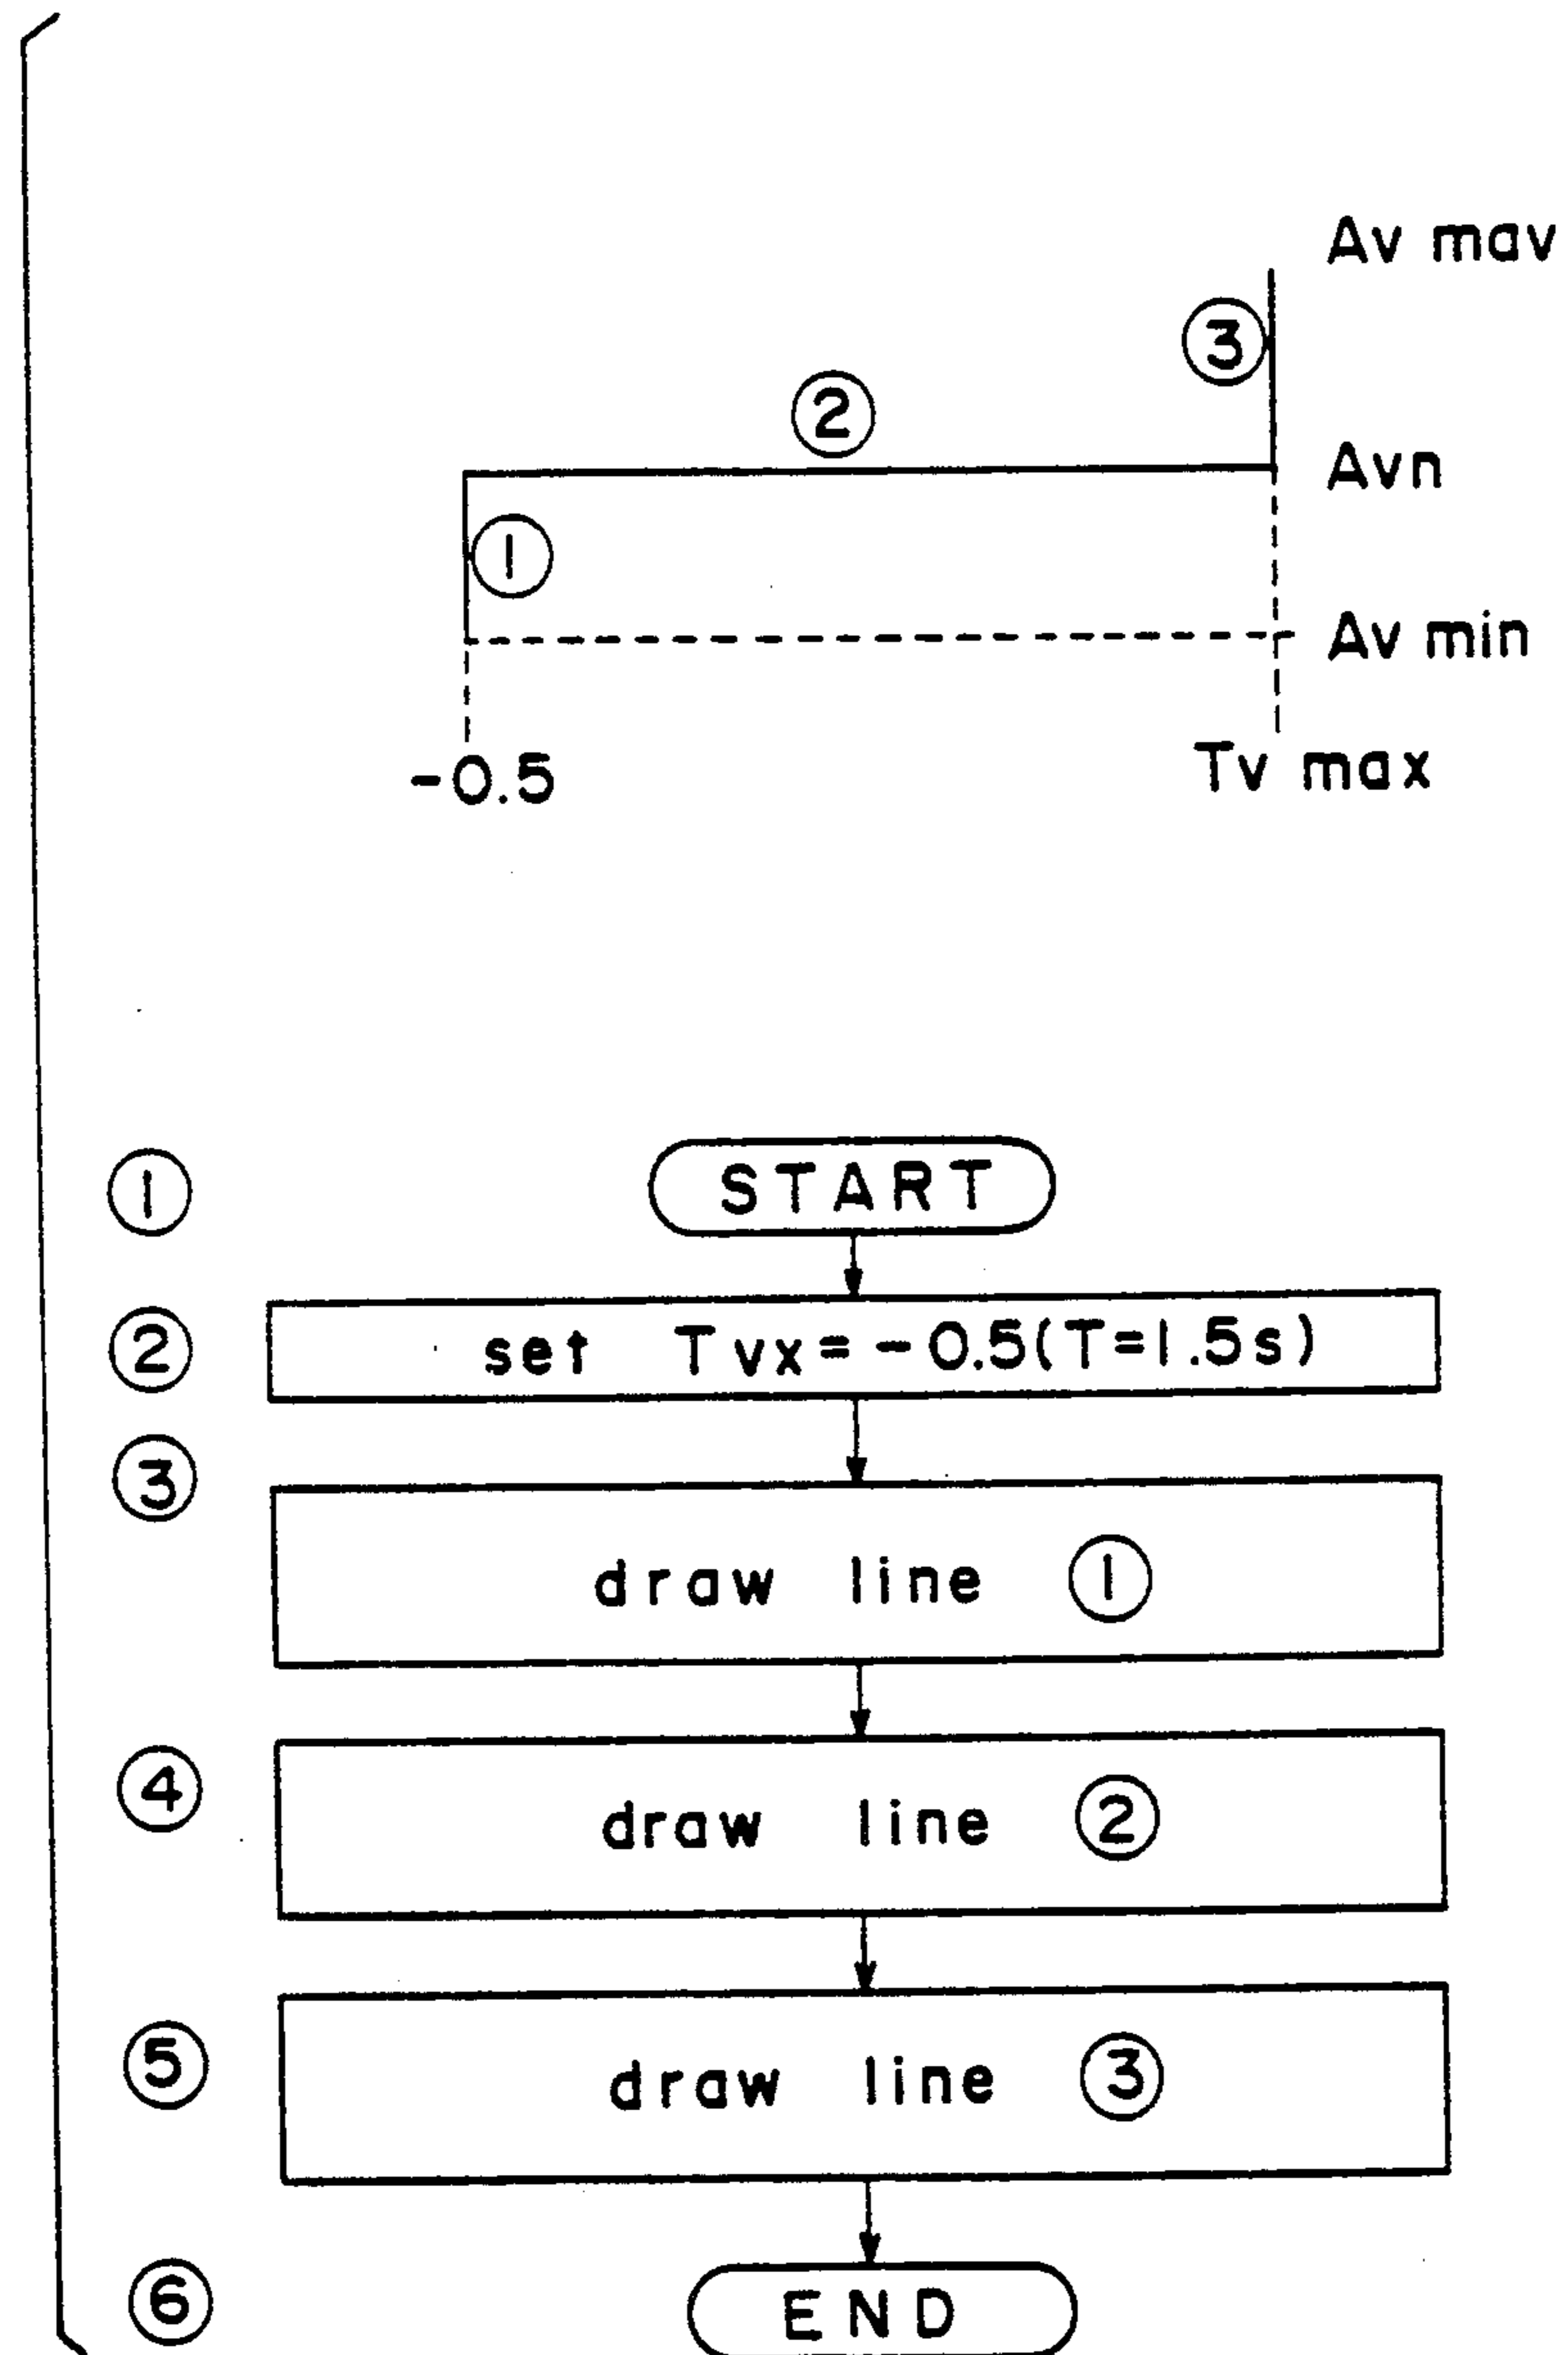 Av mav
③
②
Avn
①
Av min
-0.5
Tv max
① START
② set Tvx=-0.5(T=1.5s)
③
draw line ①
④ draw line ②
⑤ draw line ③
⑥ END